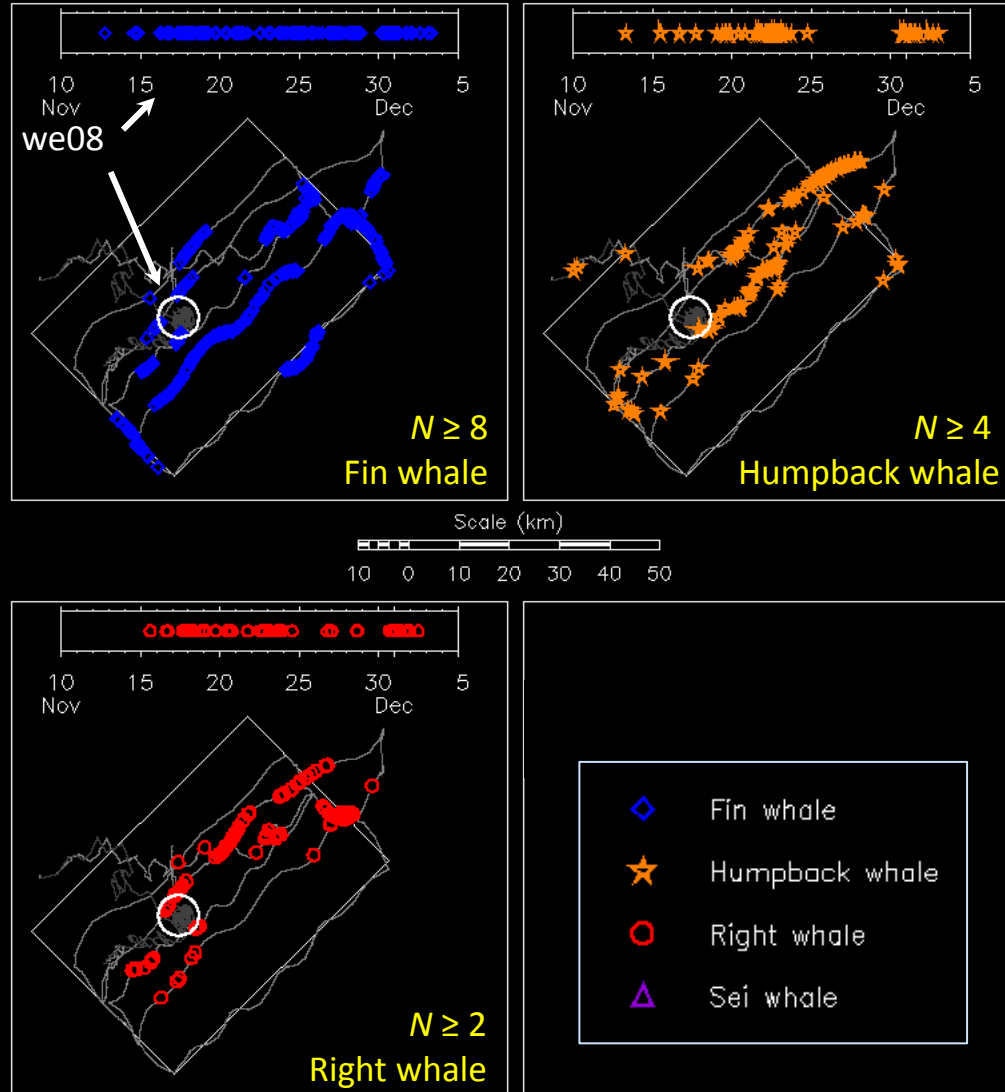 10 15 20 25 30 5
Nov Dec
we08
N ≥ 8
Fin whale
10 15 20 25 30 5
Nov Dec
N ≥ 4
Humpback whale
Scale (km)
10 0 10 20 30 40 50
10 15 20 25 30 5
Nov Dec
N ≥ 2
Right whale
Fin whale
Humpback whale
Right whale
Sei whale